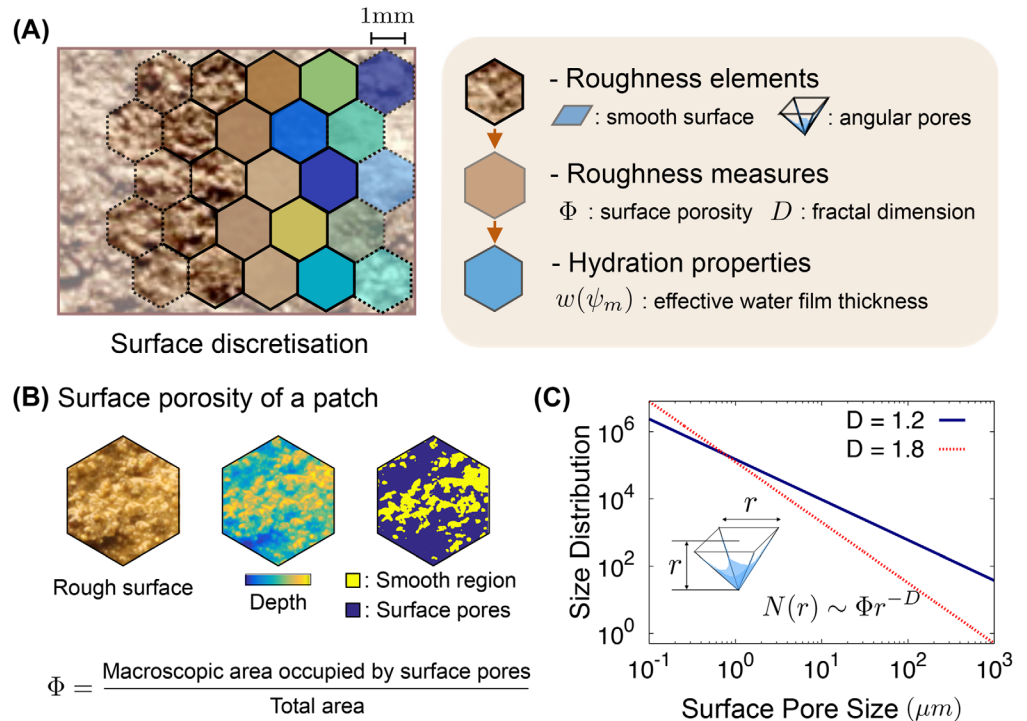 (A)
1mm
- Roughness elements
: smooth surface
: angular pores
- Roughness measures
Φ : surface porosity D : fractal dimension
- Hydration properties
w(ψ_m) : effective water film thickness
Surface discretisation
(B) Surface porosity of a patch
Rough surface
Depth
: Smooth region
: Surface pores
Φ = Macroscopic area occupied by surface pores
Total area
(C)
Size Distribution
10^6
10^4
10^2
10^0
D = 1.2
D = 1.8
r
r
N(r) ∼ Φr^{-D}
10^{-1} 10^0 10^1 10^2 10^3
Surface Pore Size (μm)